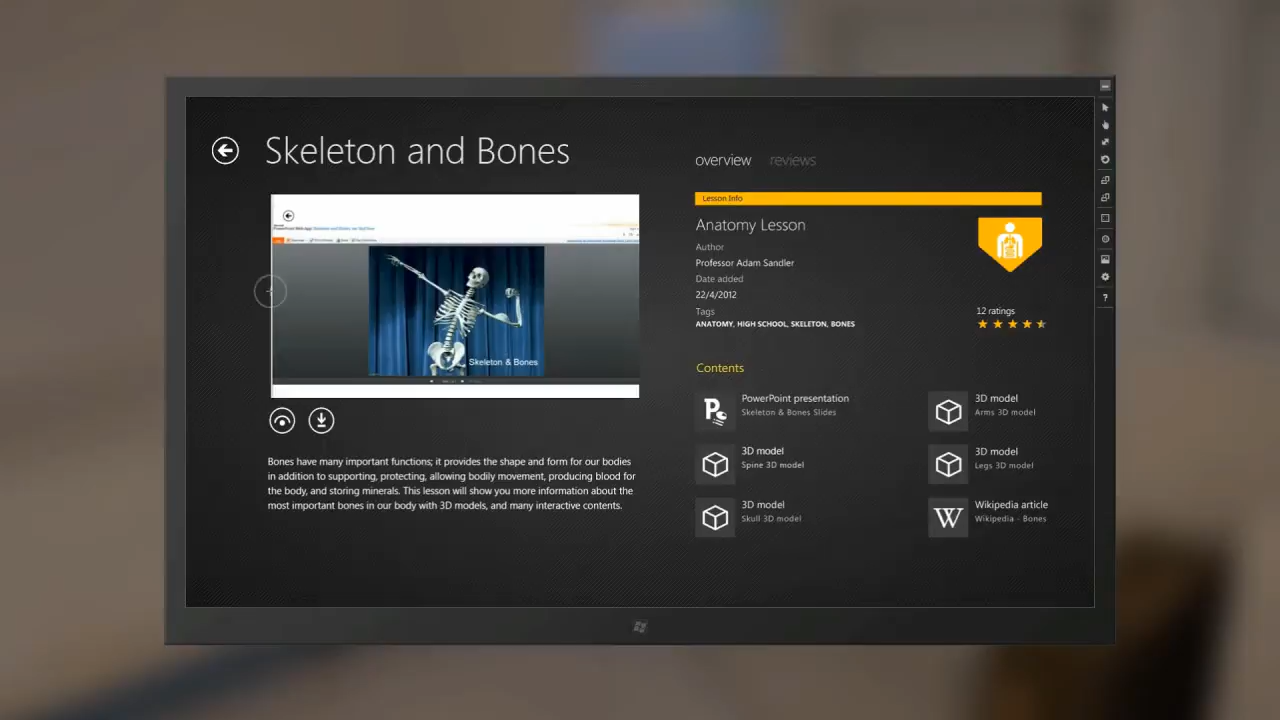 Skeleton and Bones
overview reviews
Lesson Info
Anatomy Lesson
Author
Professor Adam Sandler
Date added
22/4/2012
Tags
ANATOMY, HIGH SCHOOL, SKELETON, BONES
12 ratings
Skeleton & Bones
Bones have many important functions; it provides the shape and form for our bodies
in addition to supporting, protecting, allowing bodily movement, producing blood for
the body, and storing minerals. This lesson will show you more information about the
most important bones in our body with 3D models, and many interactive contents.
Contents
PowerPoint presentation
Skeleton & Bones Slides
3D model
Arms 3D model
3D model
Spine 3D model
3D model
Legs 3D model
3D model
Skull 3D model
W
Wikipedia article
Wikipedia - Bones
?